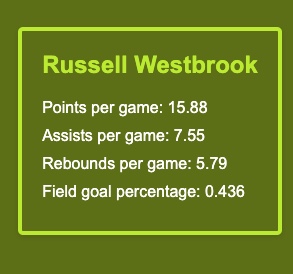 Russell Westbrook
Points per game: 15.88
Assists per game: 7.55
Rebounds per game: 5.79
Field goal percentage: 0.436